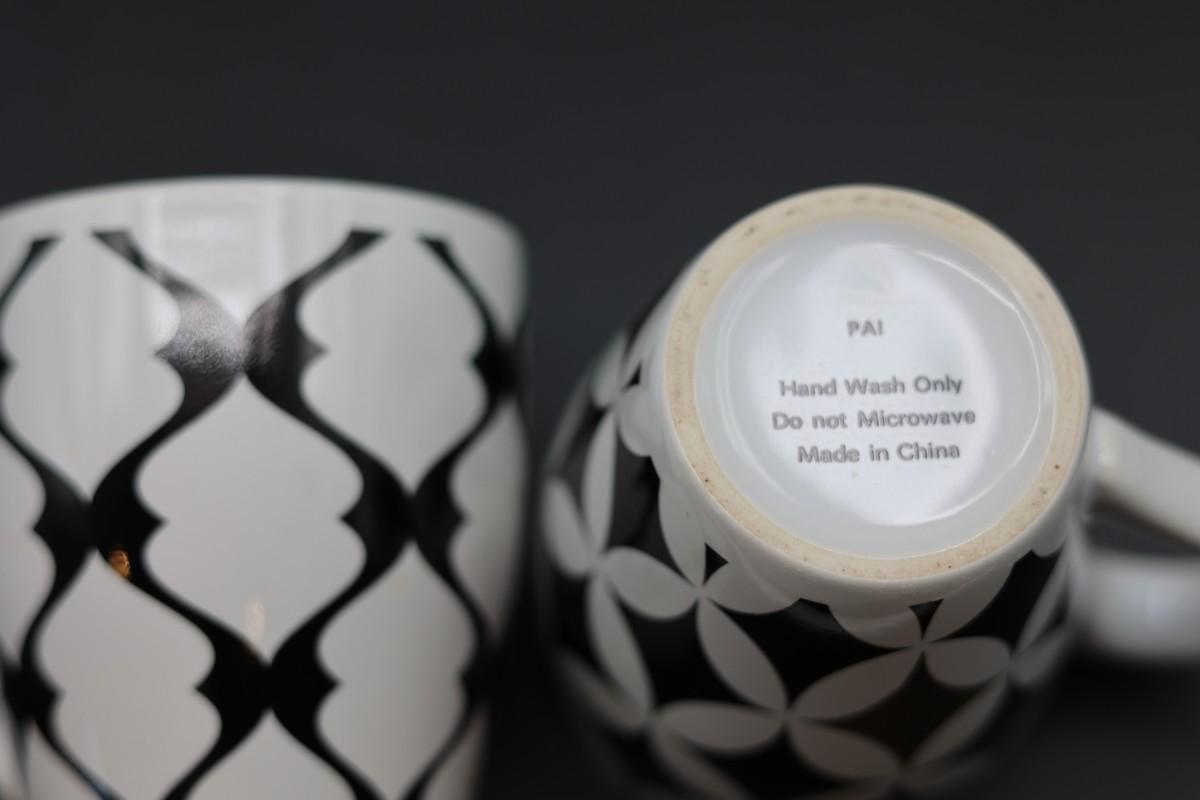 PAI
Hand Wash Only
Do not Microwave
Made in China